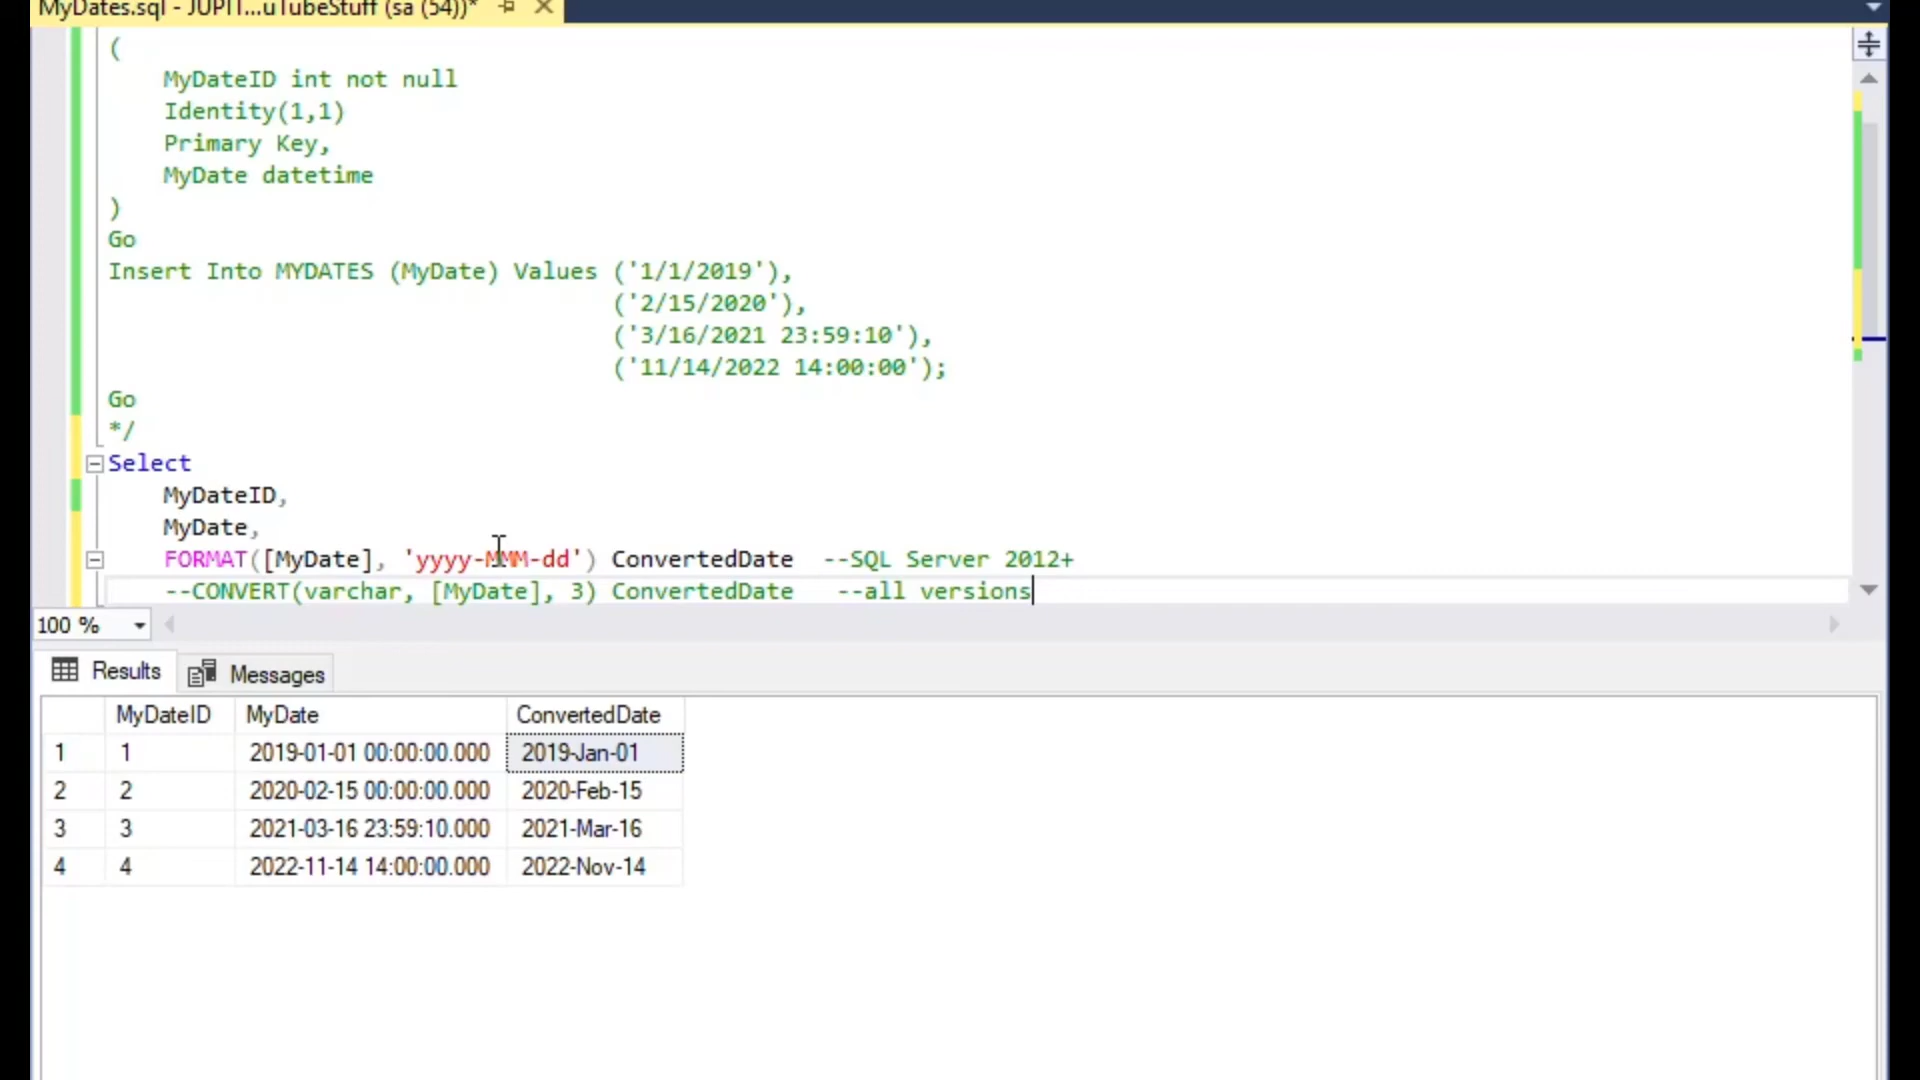 MyDates.sql - JUPIT...uTubeStuff (sa (54))*
(
MyDateID int not null
Identity(1,1)
Primary Key,
MyDate datetime
)
Go
Insert Into MYDATES (MyDate) Values ('1/1/2019'),
('2/15/2020'),
('3/16/2021 23:59:10'),
('11/14/2022 14:00:00');
Go
*/
Select
MyDateID,
MyDate,
FORMAT([MyDate], 'yyyy-MMM-dd') ConvertedDate --SQL Server 2012+
--CONVERT(varchar, [MyDate], 3) ConvertedDate --all versions
100 %
Results Messages
MyDateID MyDate ConvertedDate
1 1 2019-01-01 00:00:00.000 2019-Jan-01
2 2 2020-02-15 00:00:00.000 2020-Feb-15
3 3 2021-03-16 23:59:10.000 2021-Mar-16
4 4 2022-11-14 14:00:00.000 2022-Nov-14